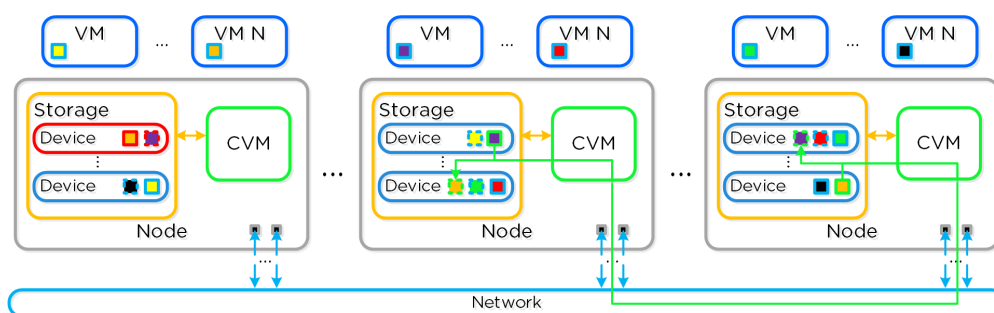 VM ... VM N VM ... VM N VM ... VM N
Storage Storage Storage
Device Device Device
CVM CVM CVM
... ... ...
... ...
Device Device Device
Node Node Node
... ... ...
Network